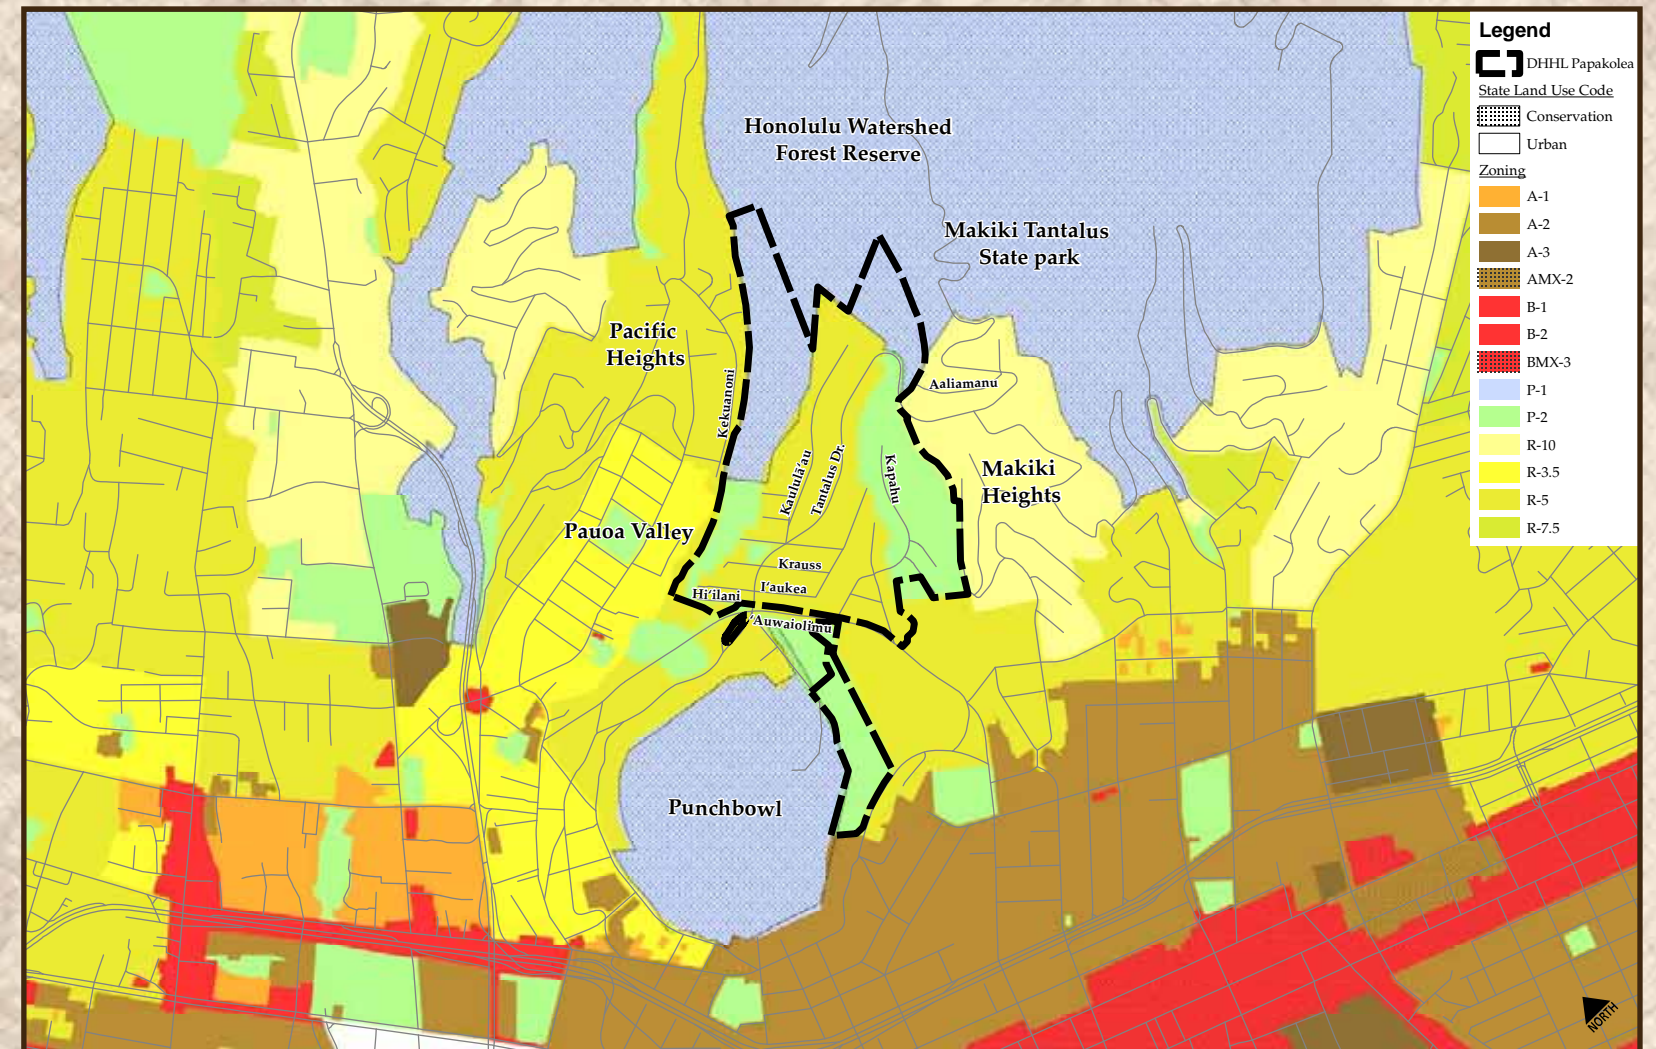 Legend
DHHL Papakolea
State Land Use Code
Conservation
Urban
Zoning
A-1
A-2
A-3
AMX-2
B-1
B-2
BMX-3
P-1
P-2
R-10
R-3.5
R-5
R-7.5
Honolulu Watershed
Forest Reserve
Makiki Tantalus
State park
Pacific
Heights
Kekuanoni
Aaliamanu
Kaululā'au
Tantalus Dr.
Kapahu
Makiki
Heights
Pauoa Valley
Krauss
I'aukea
Hi'ilani
'Auwaiolimu
Punchbowl
NORTH